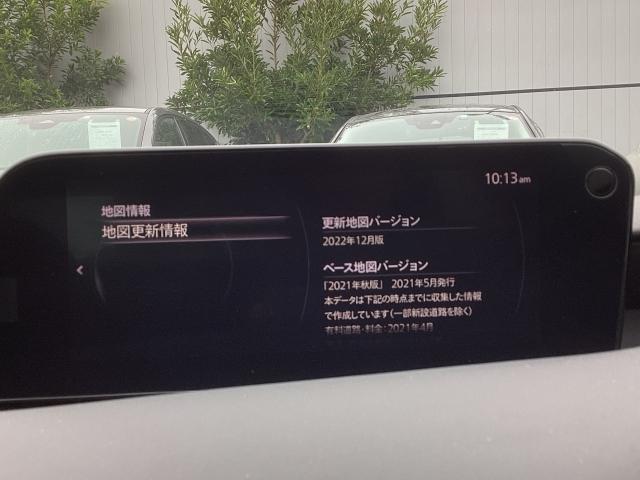 10:13am
地図情報
地図更新情報
更新地図バージョン
2022年12月版
ベース地図バージョン
「2021年秋版」 2021年5月発行
本データは下記の時点までに収集した情報
で作成しています(一部新設道路を除く)
有料道路・料金:2021年4月